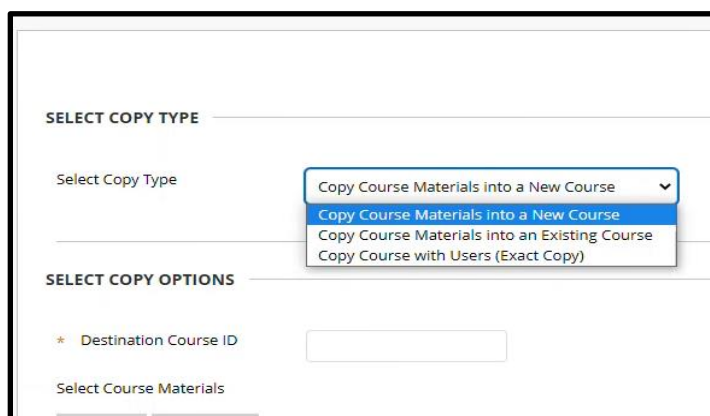 SELECT COPY TYPE
Select Copy Type
Copy Course Materials into a New Course
Copy Course Materials into a New Course
Copy Course Materials into an Existing Course
Copy Course with Users (Exact Copy)
SELECT COPY OPTIONS
* Destination Course ID
Select Course Materials